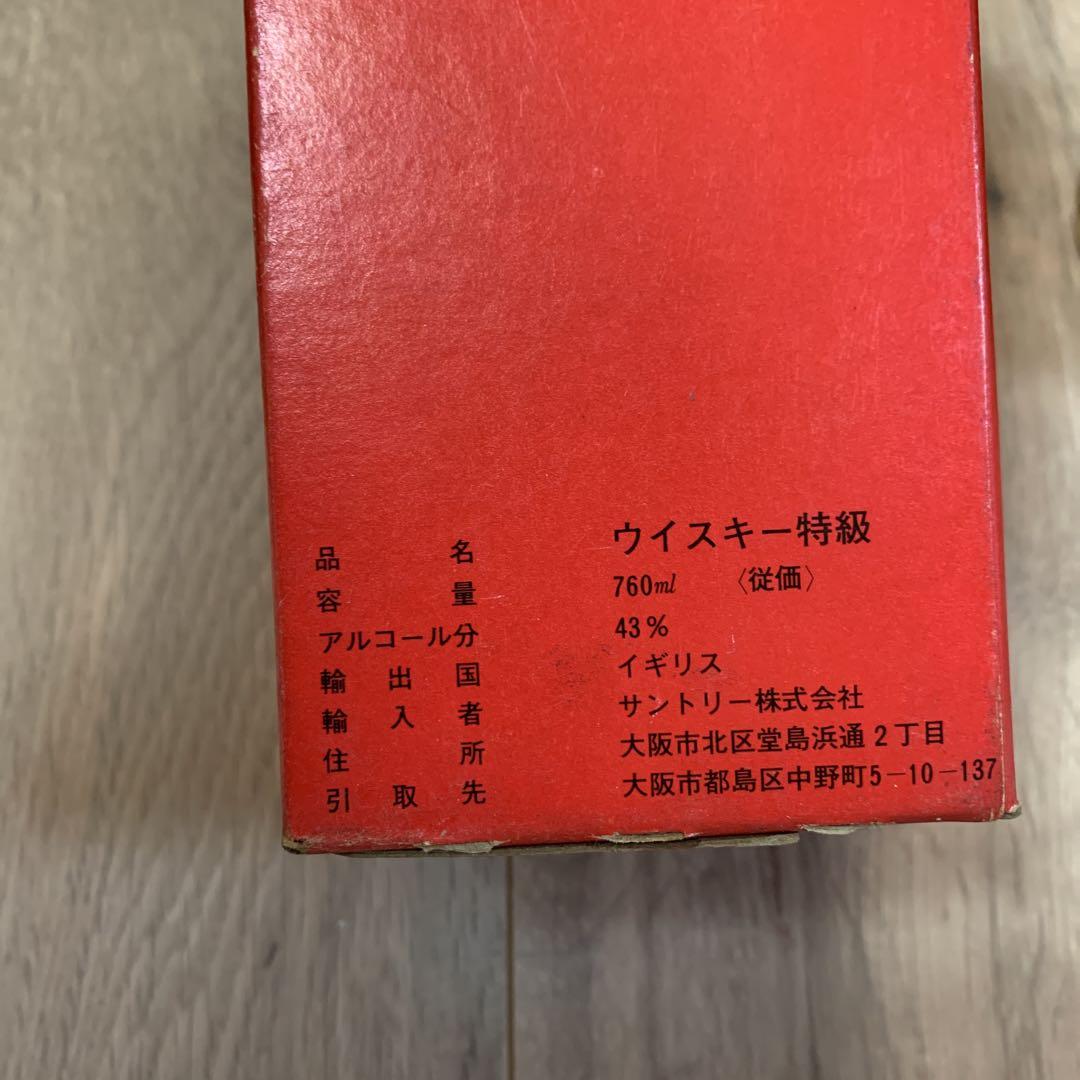 品名 ウイスキー特級
容量 760ml 〈従価〉
アルコール分 43%
輸出国 イギリス
輸入者 サントリー株式会社
住所 大阪市北区堂島浜通2丁目
引取先 大阪市都島区中野町5-10-137